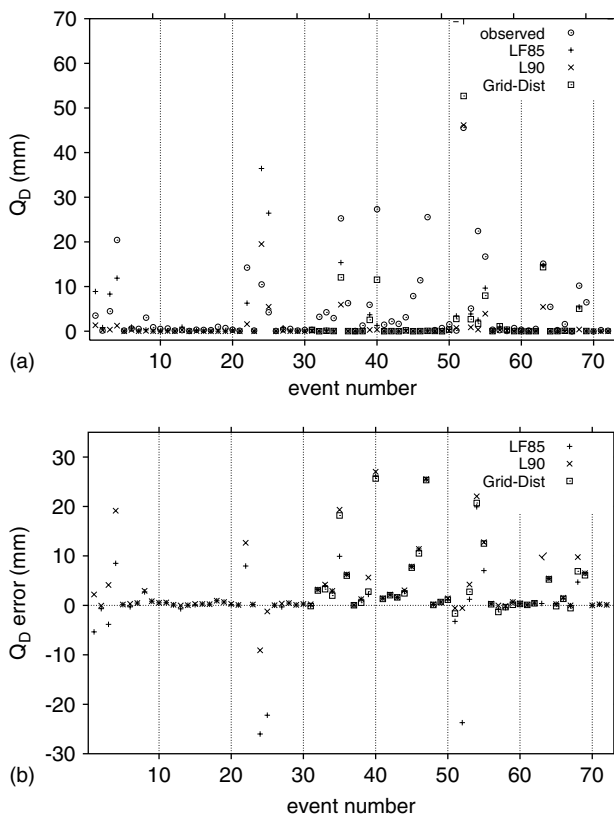 70
60
50
40
30
20
10
0
Q_D (mm)
observed
LF85
L90
Grid-Dist
10 20 30 40 50 60 70
(a)
event number
30
20
10
0
-10
-20
-30
Q_D error (mm)
LF85
L90
Grid-Dist
10 20 30 40 50 60 70
(b)
event number